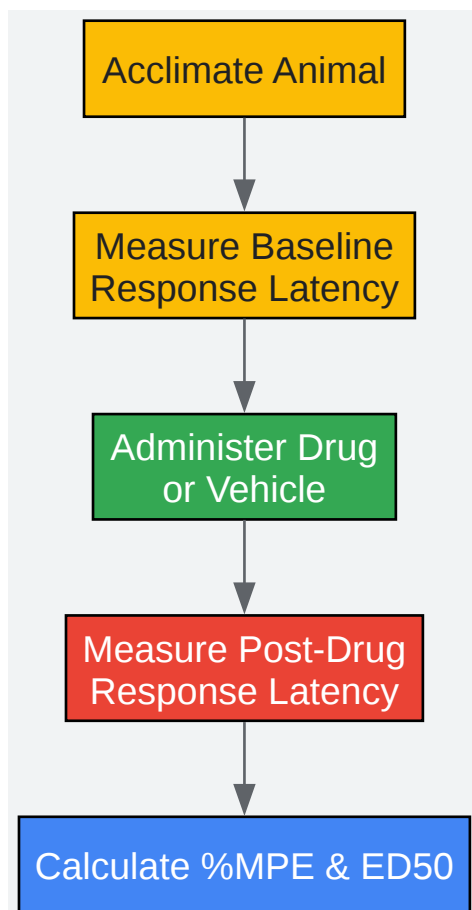 Acclimate Animal
Measure Baseline
Response Latency
Administer Drug
or Vehicle
Measure Post-Drug
Response Latency
Calculate %MPE & ED50